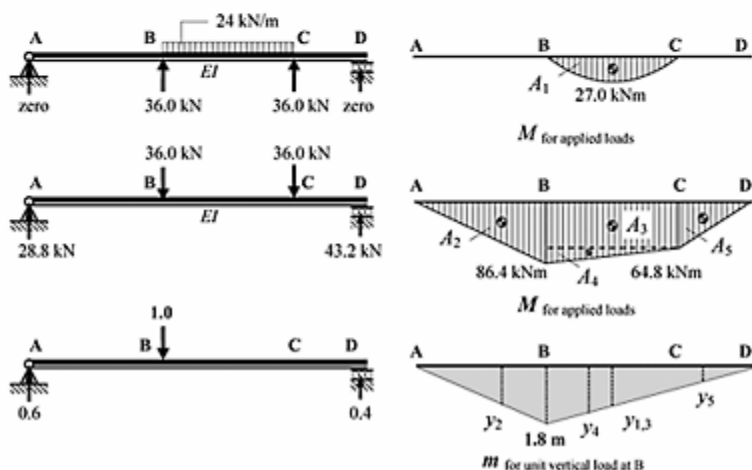 24 kN/m
A B C D
EI
zero 36.0 kN 36.0 kN zero
A B C D
A₁
27.0 kNm
M for applied loads
36.0 kN 36.0 kN
A B C D
EI
28.8 kN 43.2 kN
A B C D
A₂ A₃ A₅
86.4 kNm A₄ 64.8 kNm
M for applied loads
1.0
A B C D
0.6 0.4
A B C D
y₂ y₄ y₁,₃ y₅
1.8 m
m for unit vertical load at B